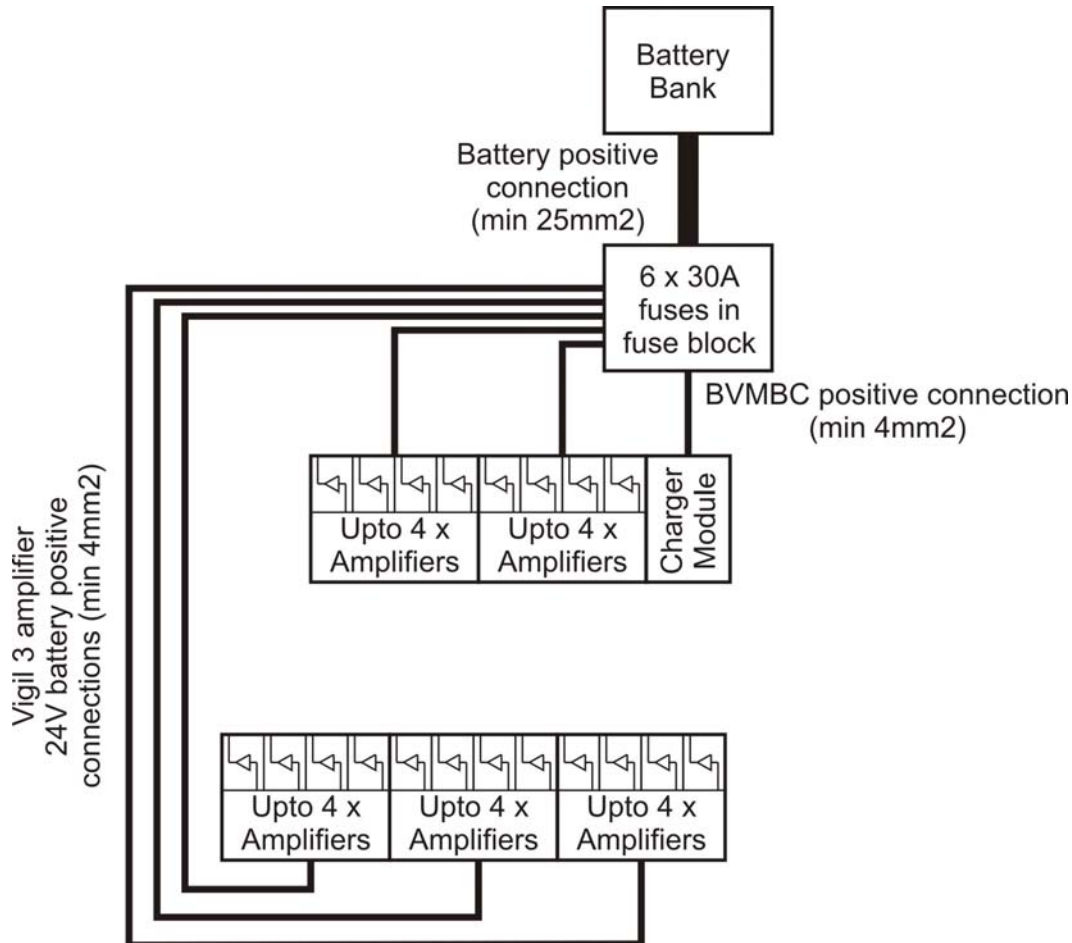 Battery
Bank
Battery positive
connection
(min 25mm2)
6 x 30A
fuses in
fuse block
BVMBC positive connection
(min 4mm2)
Upto 4 x
Amplifiers
Upto 4 x
Amplifiers
Charger
Module
Vigil 3 amplifier
24V battery positive
connections (min 4mm2)
Upto 4 x
Amplifiers
Upto 4 x
Amplifiers
Upto 4 x
Amplifiers